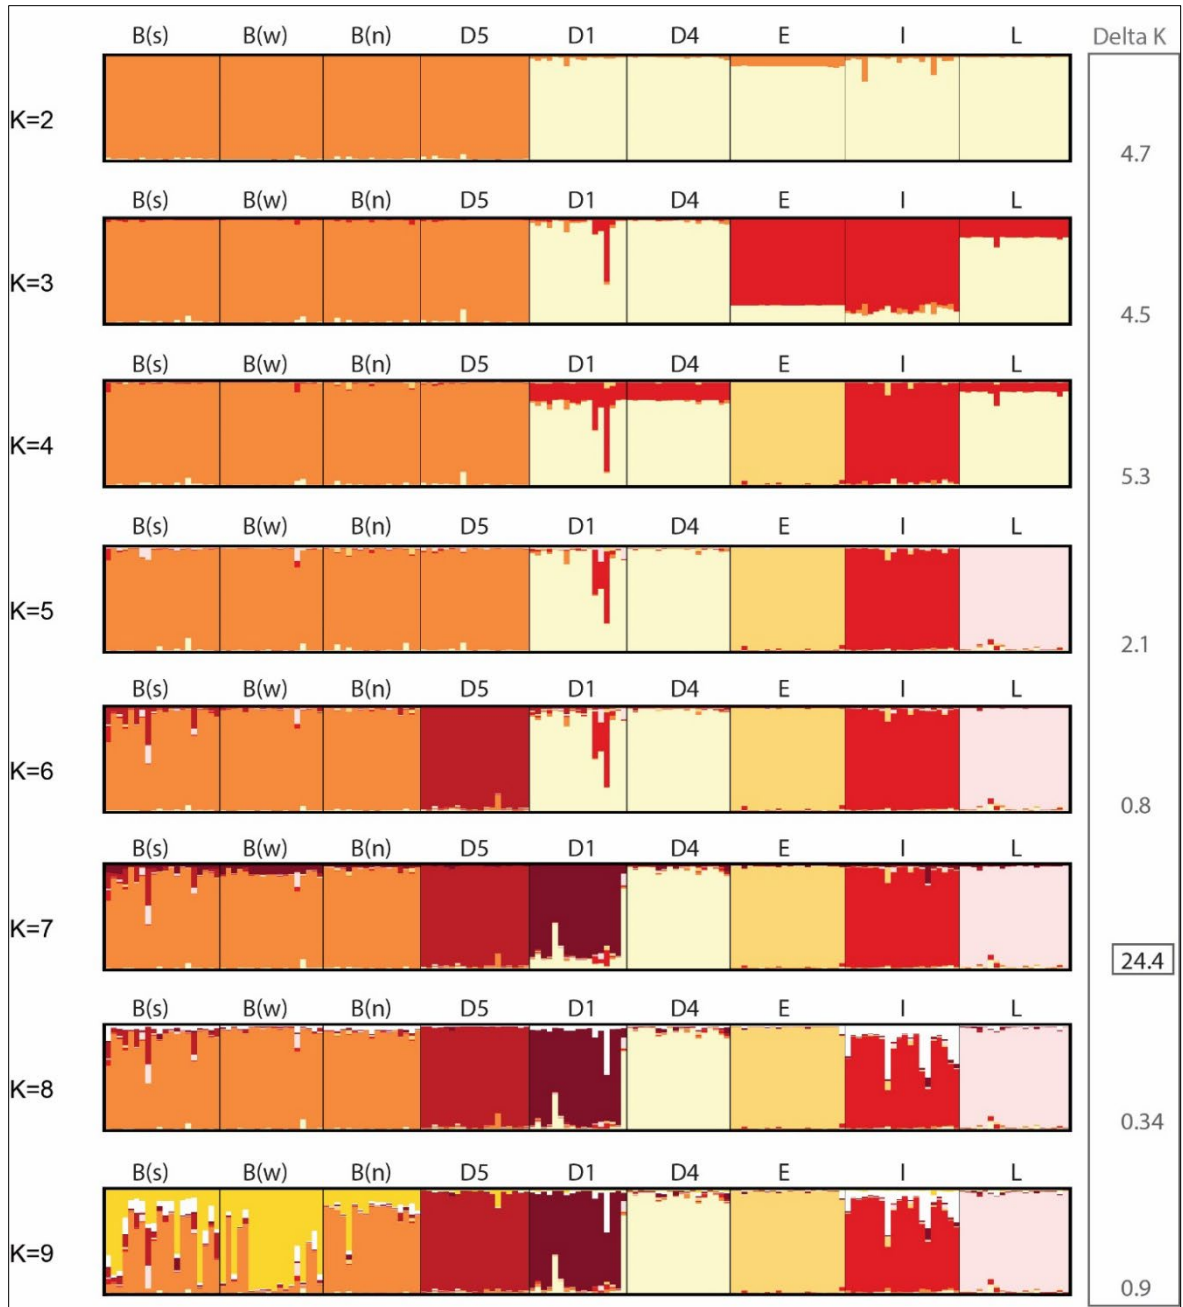 B(s) B(w) B(n) D5 D1 D4 E I L Delta K
K=2
4.7
B(s) B(w) B(n) D5 D1 D4 E I L
K=3
4.5
B(s) B(w) B(n) D5 D1 D4 E I L
K=4
5.3
B(s) B(w) B(n) D5 D1 D4 E I L
K=5
2.1
B(s) B(w) B(n) D5 D1 D4 E I L
K=6
0.8
B(s) B(w) B(n) D5 D1 D4 E I L
K=7
24.4
B(s) B(w) B(n) D5 D1 D4 E I L
K=8
0.34
B(s) B(w) B(n) D5 D1 D4 E I L
K=9
0.9